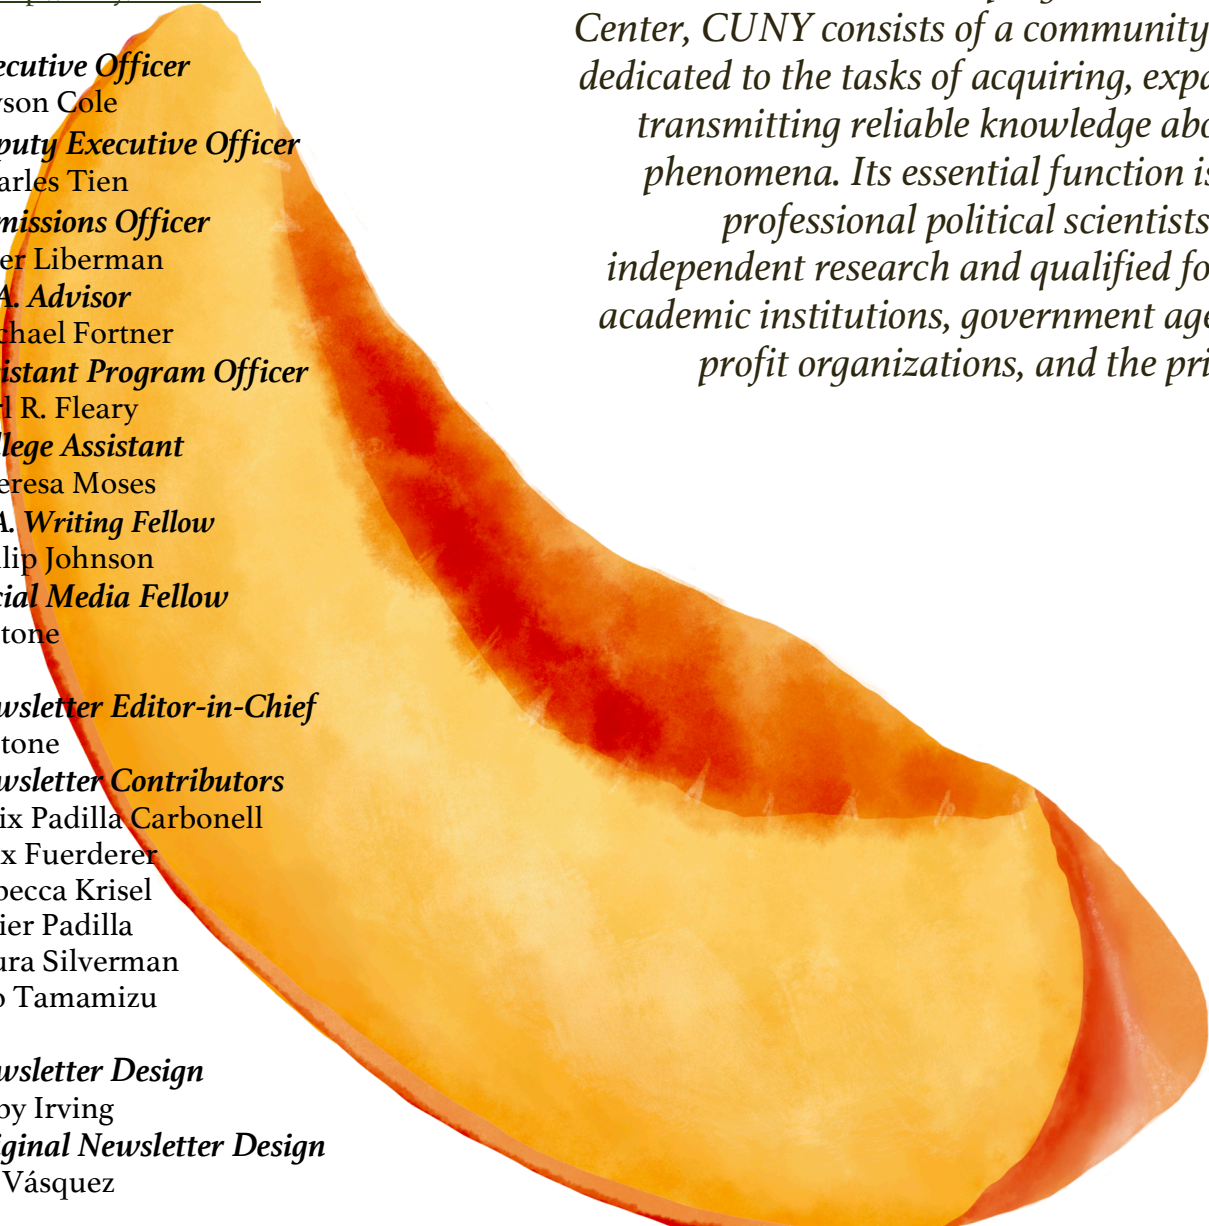 ecutive Officer
son Cole
puty Executive Officer
arles Tien
missions Officer
er Liberman
A. Advisor
chael Fortner
istant Program Officer
rl R. Fleary
llege Assistant
eresa Moses
A. Writing Fellow
lip Johnson
cial Media Fellow
tone
wsletter Editor-in-Chief
tone
wsletter Contributors
ix Padilla Carbonell
x Fuerderer
becca Krisel
ier Padilla
ura Silverman
o Tamamizu
wsletter Design
by Irving
iginal Newsletter Design
Vásquez
Center, CUNY consists of a community
dedicated to the tasks of acquiring, expa
transmitting reliable knowledge abo
phenomena. Its essential function is
professional political scientists
independent research and qualified fo
academic institutions, government age
profit organizations, and the pri